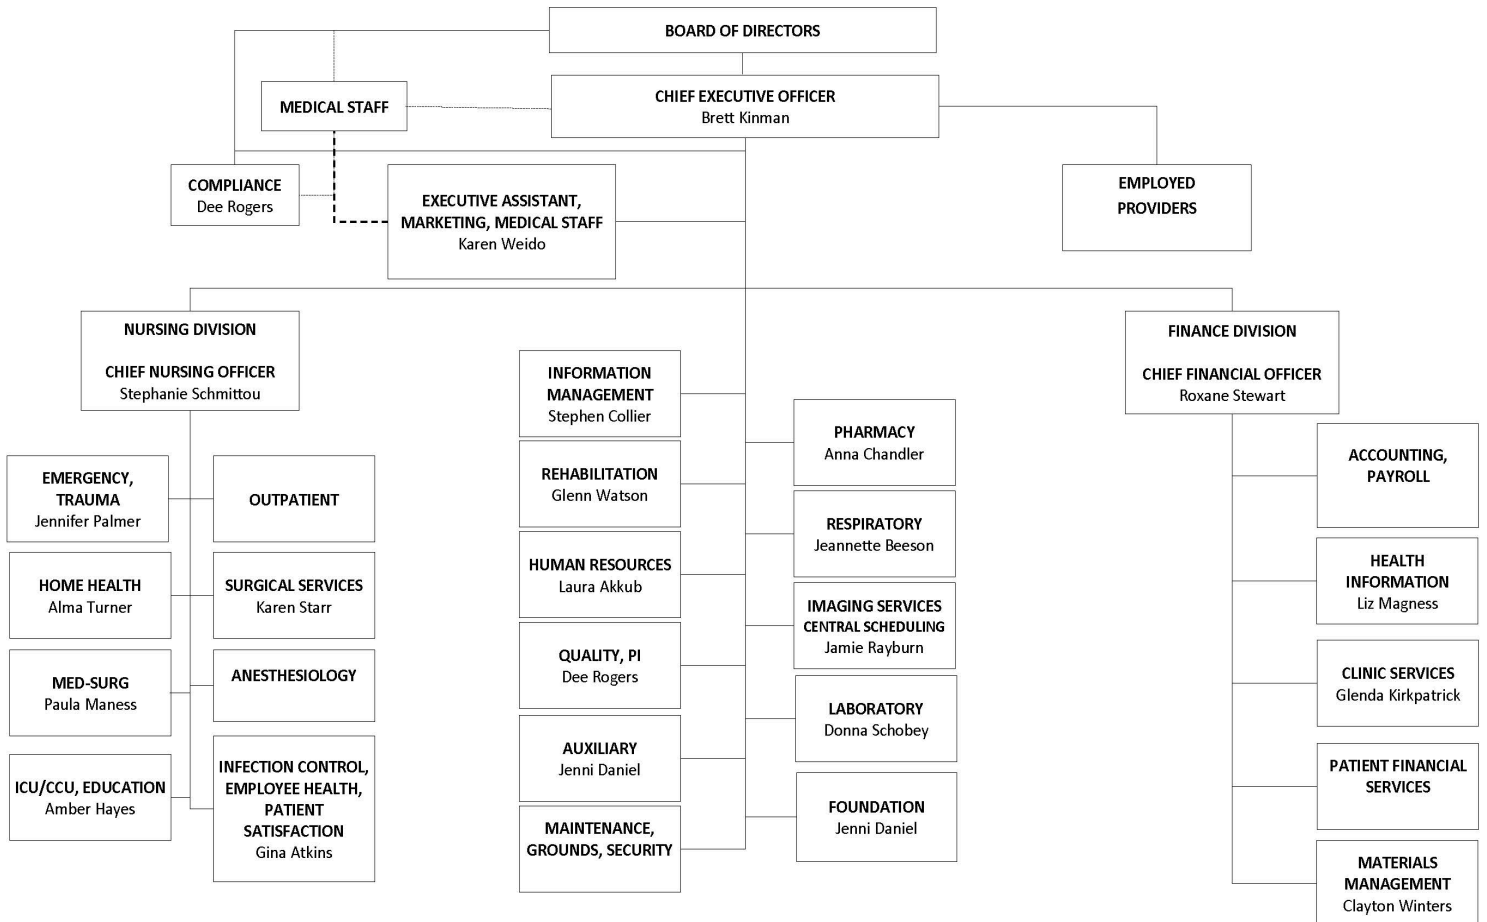 BOARD OF DIRECTORS
MEDICAL STAFF
CHIEF EXECUTIVE OFFICER
Brett Kinman
COMPLIANCE
Dee Rogers
EXECUTIVE ASSISTANT,
MARKETING, MEDICAL STAFF
Karen Weido
EMPLOYED
PROVIDERS
NURSING DIVISION
CHIEF NURSING OFFICER
Stephanie Schmittou
FINANCE DIVISION
CHIEF FINANCIAL OFFICER
Roxane Stewart
EMERGENCY,
TRAUMA
Jennifer Palmer
OUTPATIENT
HOME HEALTH
Alma Turner
SURGICAL SERVICES
Karen Starr
MED-SURG
Paula Maness
ANESTHESIOLOGY
ICU/CCU, EDUCATION
Amber Hayes
INFECTION CONTROL,
EMPLOYEE HEALTH,
PATIENT
SATISFACTION
Gina Atkins
INFORMATION
MANAGEMENT
Stephen Collier
PHARMACY
Anna Chandler
REHABILITATION
Glenn Watson
RESPIRATORY
Jeannette Beeson
HUMAN RESOURCES
Laura Akkub
IMAGING SERVICES
CENTRAL SCHEDULING
Jamie Rayburn
QUALITY, PI
Dee Rogers
LABORATORY
Donna Schobey
AUXILIARY
Jenni Daniel
FOUNDATION
Jenni Daniel
MAINTENANCE,
GROUNDS, SECURITY
ACCOUNTING,
PAYROLL
HEALTH
INFORMATION
Liz Magness
CLINIC SERVICES
Glenda Kirkpatrick
PATIENT FINANCIAL
SERVICES
MATERIALS
MANAGEMENT
Clayton Winters